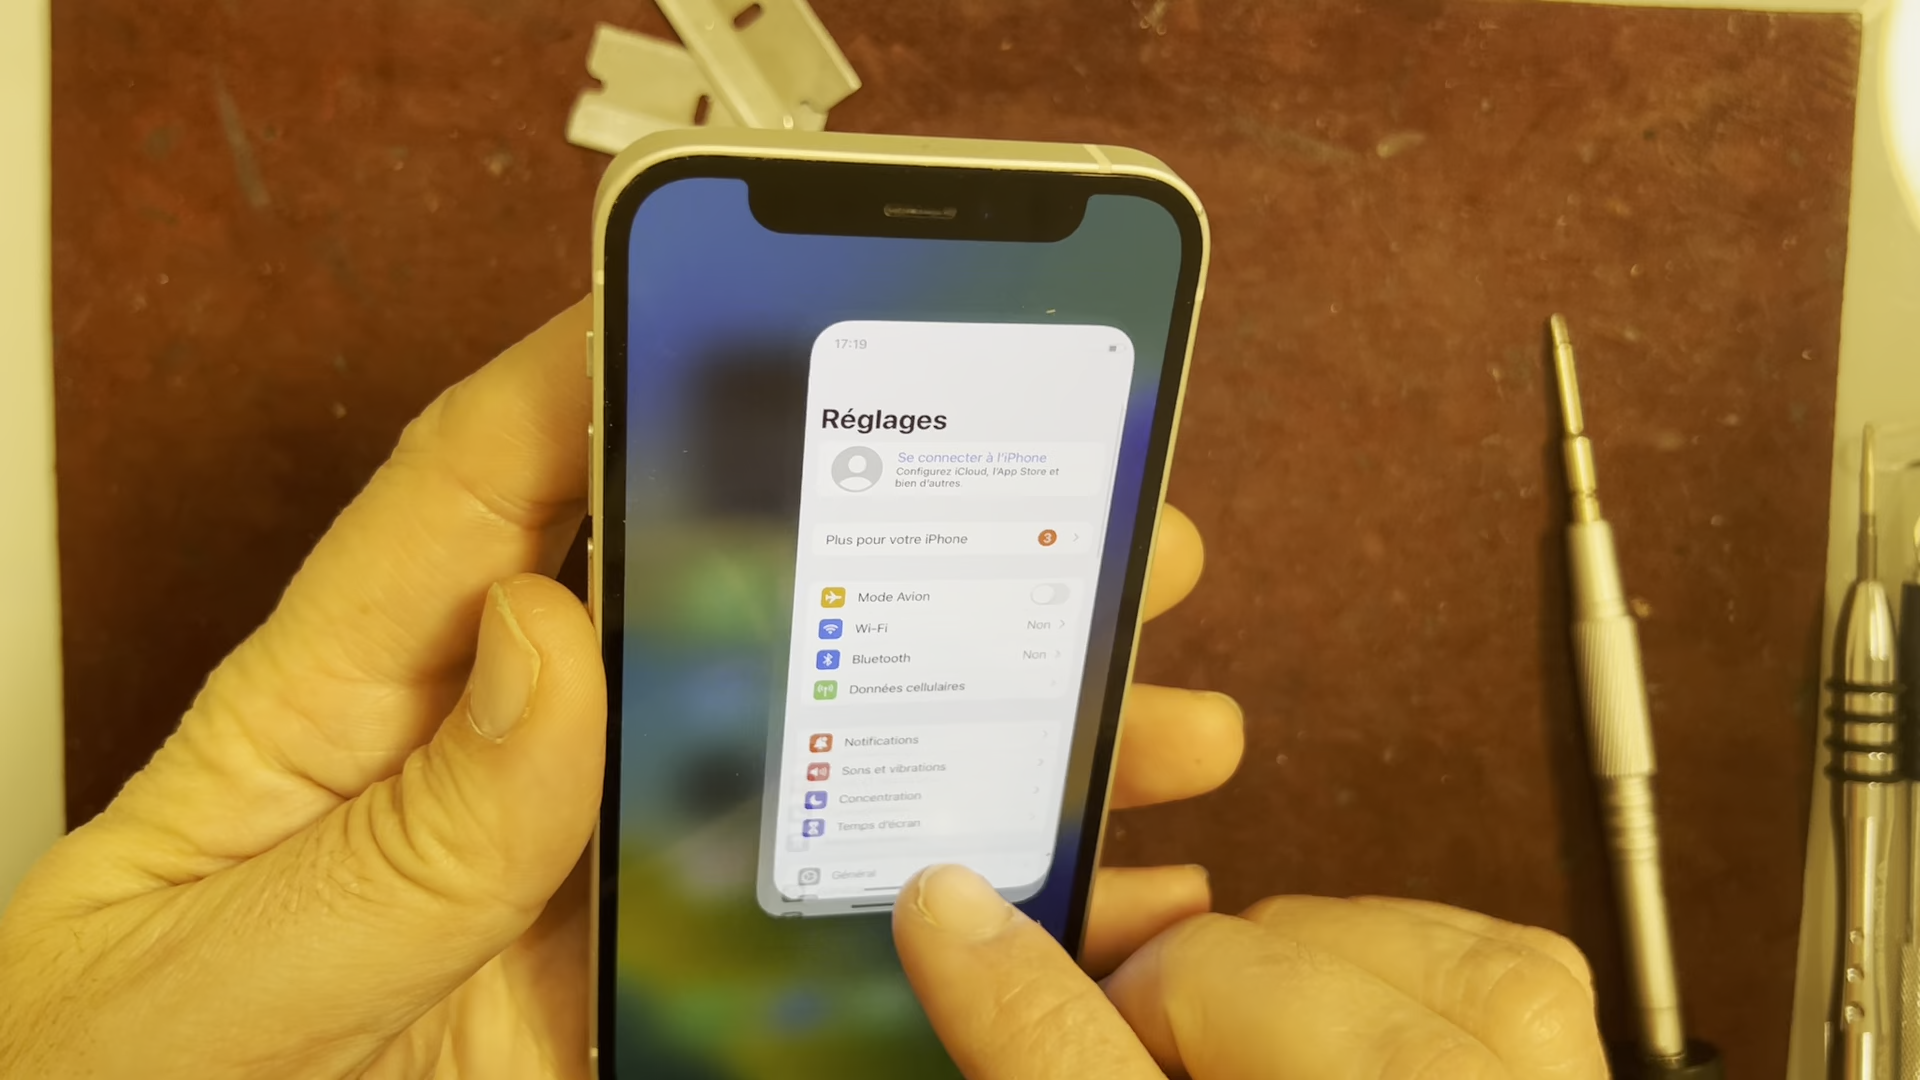 17:19
Réglages
Se connecter à l'iPhone
Configurez iCloud, l'App Store et
bien d'autres.
Plus pour votre iPhone 3
Mode Avion
Wi-Fi Non
Bluetooth Non
Données cellulaires
Notifications
Sons et vibrations
Concentration
Temps d'écran
Général